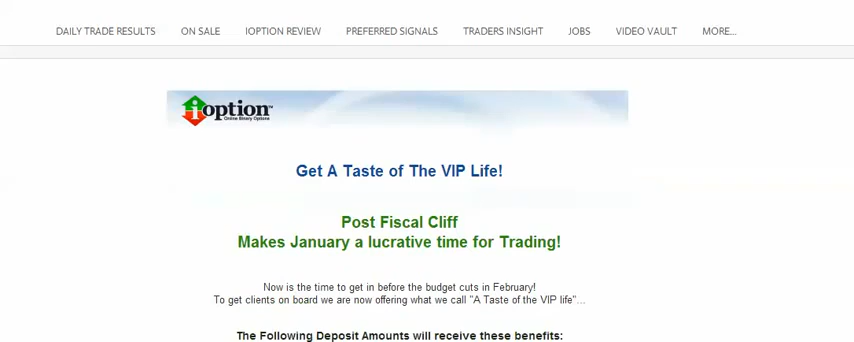 DAILY TRADE RESULTS ON SALE IOPTION REVIEW PREFERRED SIGNALS TRADERS INSIGHT JOBS VIDEO VAULT MORE...
ioption™
Online Binary Options
Get A Taste of The VIP Life!
Post Fiscal Cliff
Makes January a lucrative time for Trading!
Now is the time to get in before the budget cuts in February!
To get clients on board we are now offering what we call "A Taste of the VIP life"...
The Following Deposit Amounts will receive these benefits: